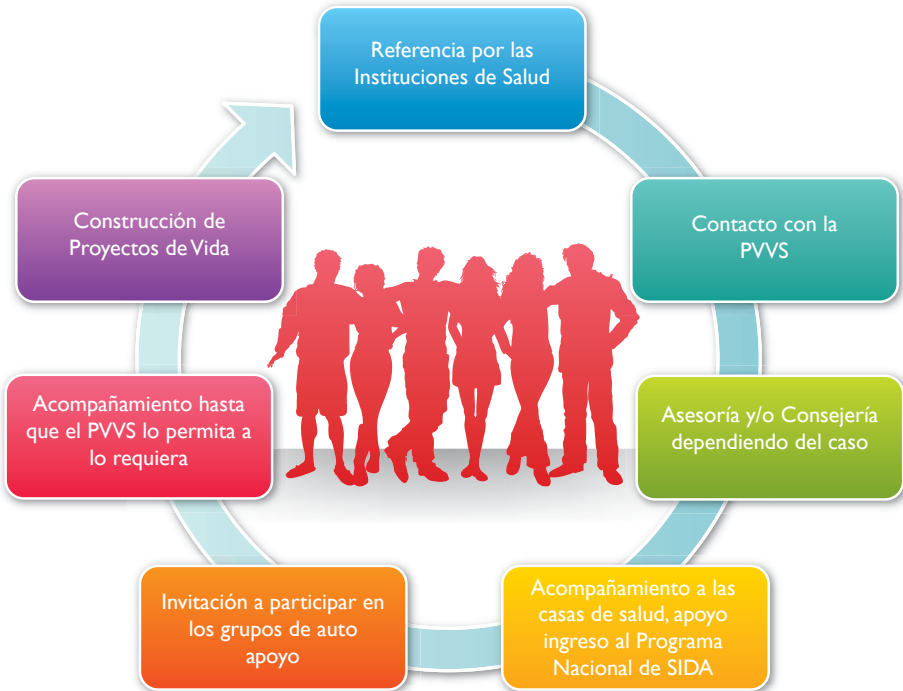 Referencia por las
Instituciones de Salud
Contacto con la
PVVS
Asesoría y/o Consejería
dependiendo del caso
Acompañamiento a las
casas de salud, apoyo
ingreso al Programa
Nacional de SIDA
Invitación a participar en
los grupos de auto
apoyo
Acompañamiento hasta
que el PVVS lo permita a
lo requiera
Construcción de
Proyectos de Vida